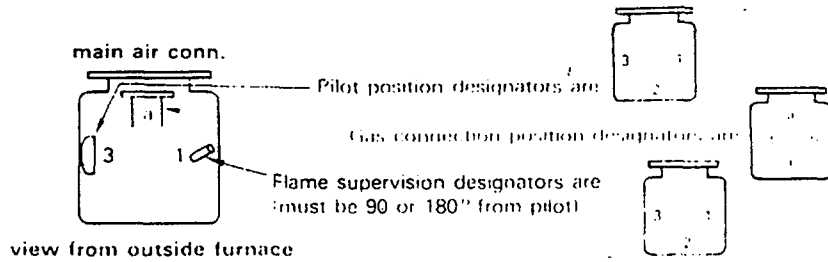 main air conn.
3 1
2
Pilot position designators are
a
Gas connection position designators are
a
3 1
Flame supervision designators are
(must be 90 or 180° from pilot)
3 1
2
view from outside furnace